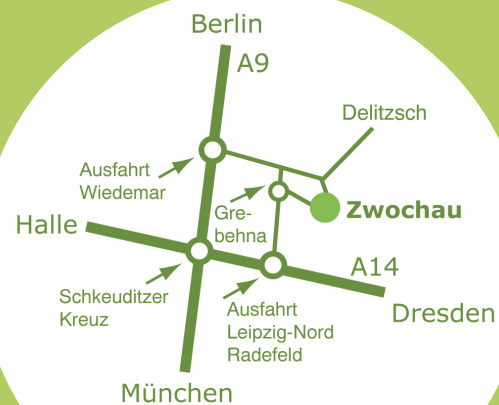 Berlin
A9
Delitzsch
Ausfahrt
Wiedemar
Gre-
behna
Zwochau
Halle
A14
Schkeuditzer
Kreuz
Ausfahrt
Leipzig-Nord
Radefeld
Dresden
München